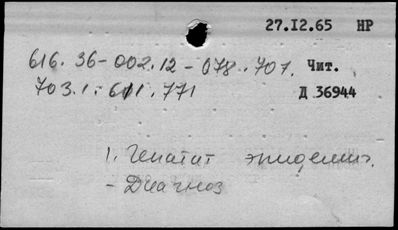 27.12.65 НР
616.36-002.12-078.701. Чит.
703.1:611.771 Д 36944
1. Гепатит эпидемич.
- Диагноз